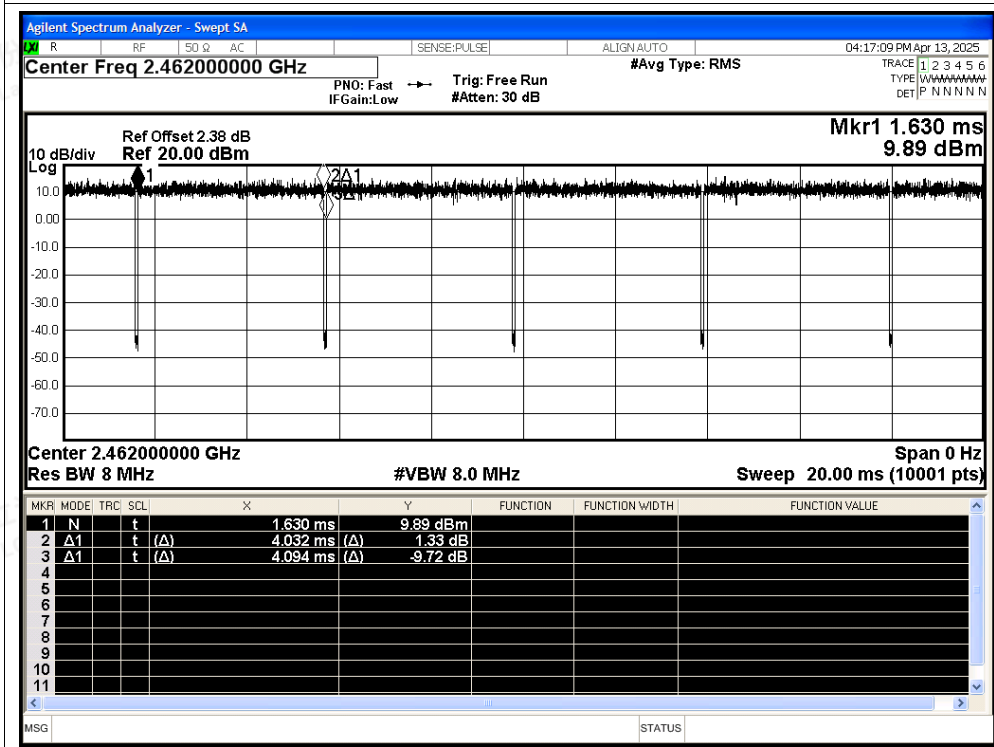 Agilent Spectrum Analyzer - Swept SA
LXI R RF 50 Ω AC SENSE:PULSE ALIGN AUTO 04:17:09 PM Apr 13, 2025
Center Freq 2.462000000 GHz #Avg Type: RMS TRACE 1 2 3 4 5 6
PNO: Fast Trig: Free Run TYPE
IFGain:Low #Atten: 30 dB DET P N N N N N
Mkr1 1.630 ms
Ref Offset 2.38 dB
10 dB/div Ref 20.00 dBm 9.89 dBm
Log
1 2Δ1
10.0
0.00
-10.0
-20.0
-30.0
-40.0
-50.0
-60.0
-70.0
Center 2.462000000 GHz Span 0 Hz
Res BW 8 MHz #VBW 8.0 MHz Sweep 20.00 ms (10001 pts)
MKR MODE TRC SCL X Y FUNCTION FUNCTION WIDTH FUNCTION VALUE
1 N t 1.630 ms 9.89 dBm
2 Δ1 t (Δ) 4.032 ms (Δ) 1.33 dB
3 Δ1 t (Δ) 4.094 ms (Δ) -9.72 dB
4
5
6
7
8
9
10
11
MSG STATUS